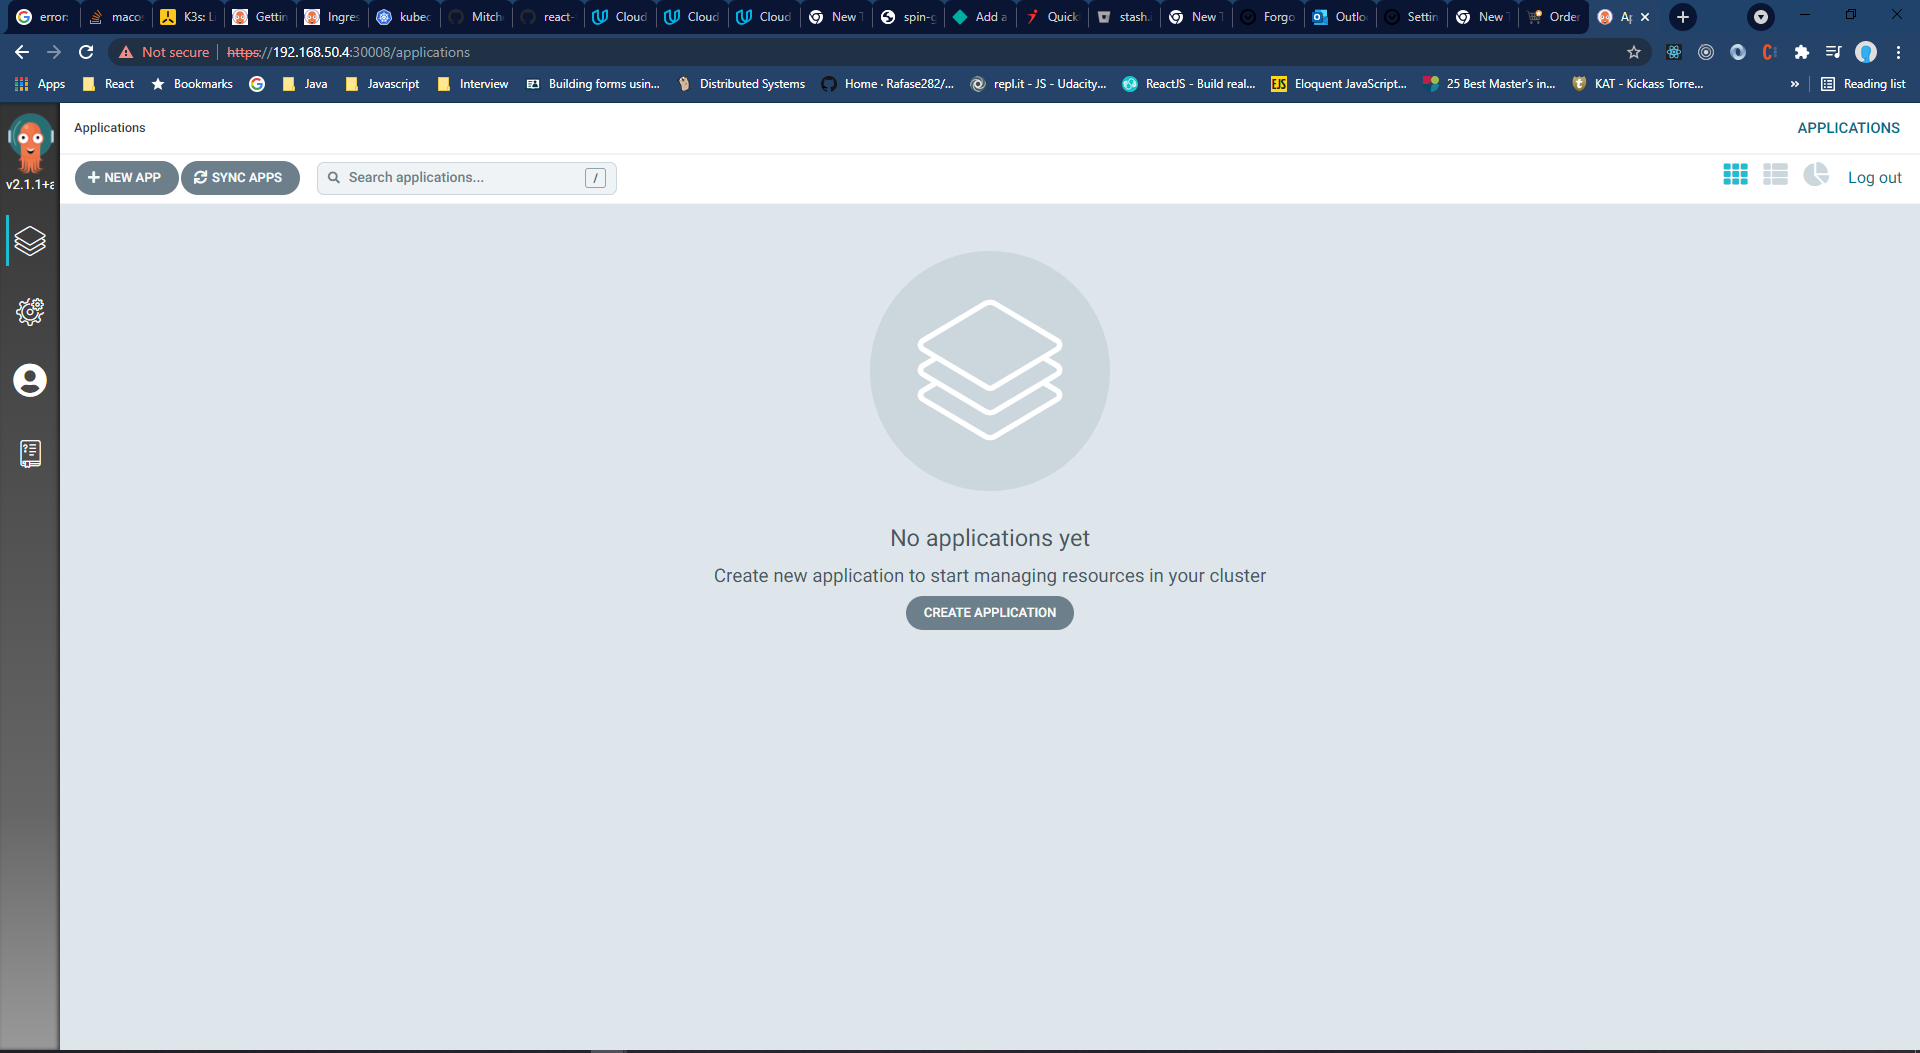 error:
macos
K3s: Li
Gettin
Ingres
kubec
Mitch
react-
Cloud
Cloud
Cloud
New T
spin-g
Add a
Quick
stash.i
New T
Forgo
Outlo
Settin
New T
Order
Ap
Not secure https://192.168.50.4:30008/applications
Apps React Bookmarks Java Javascript Interview Building forms usin... Distributed Systems Home · Rafase282/... repl.it - JS - Udacity... ReactJS - Build real... EJS Eloquent JavaScript... 25 Best Master's in... KAT - Kickass Torre... » Reading list
Applications APPLICATIONS
v2.1.1+a
NEW APP SYNC APPS Search applications... / Log out
No applications yet
Create new application to start managing resources in your cluster
CREATE APPLICATION